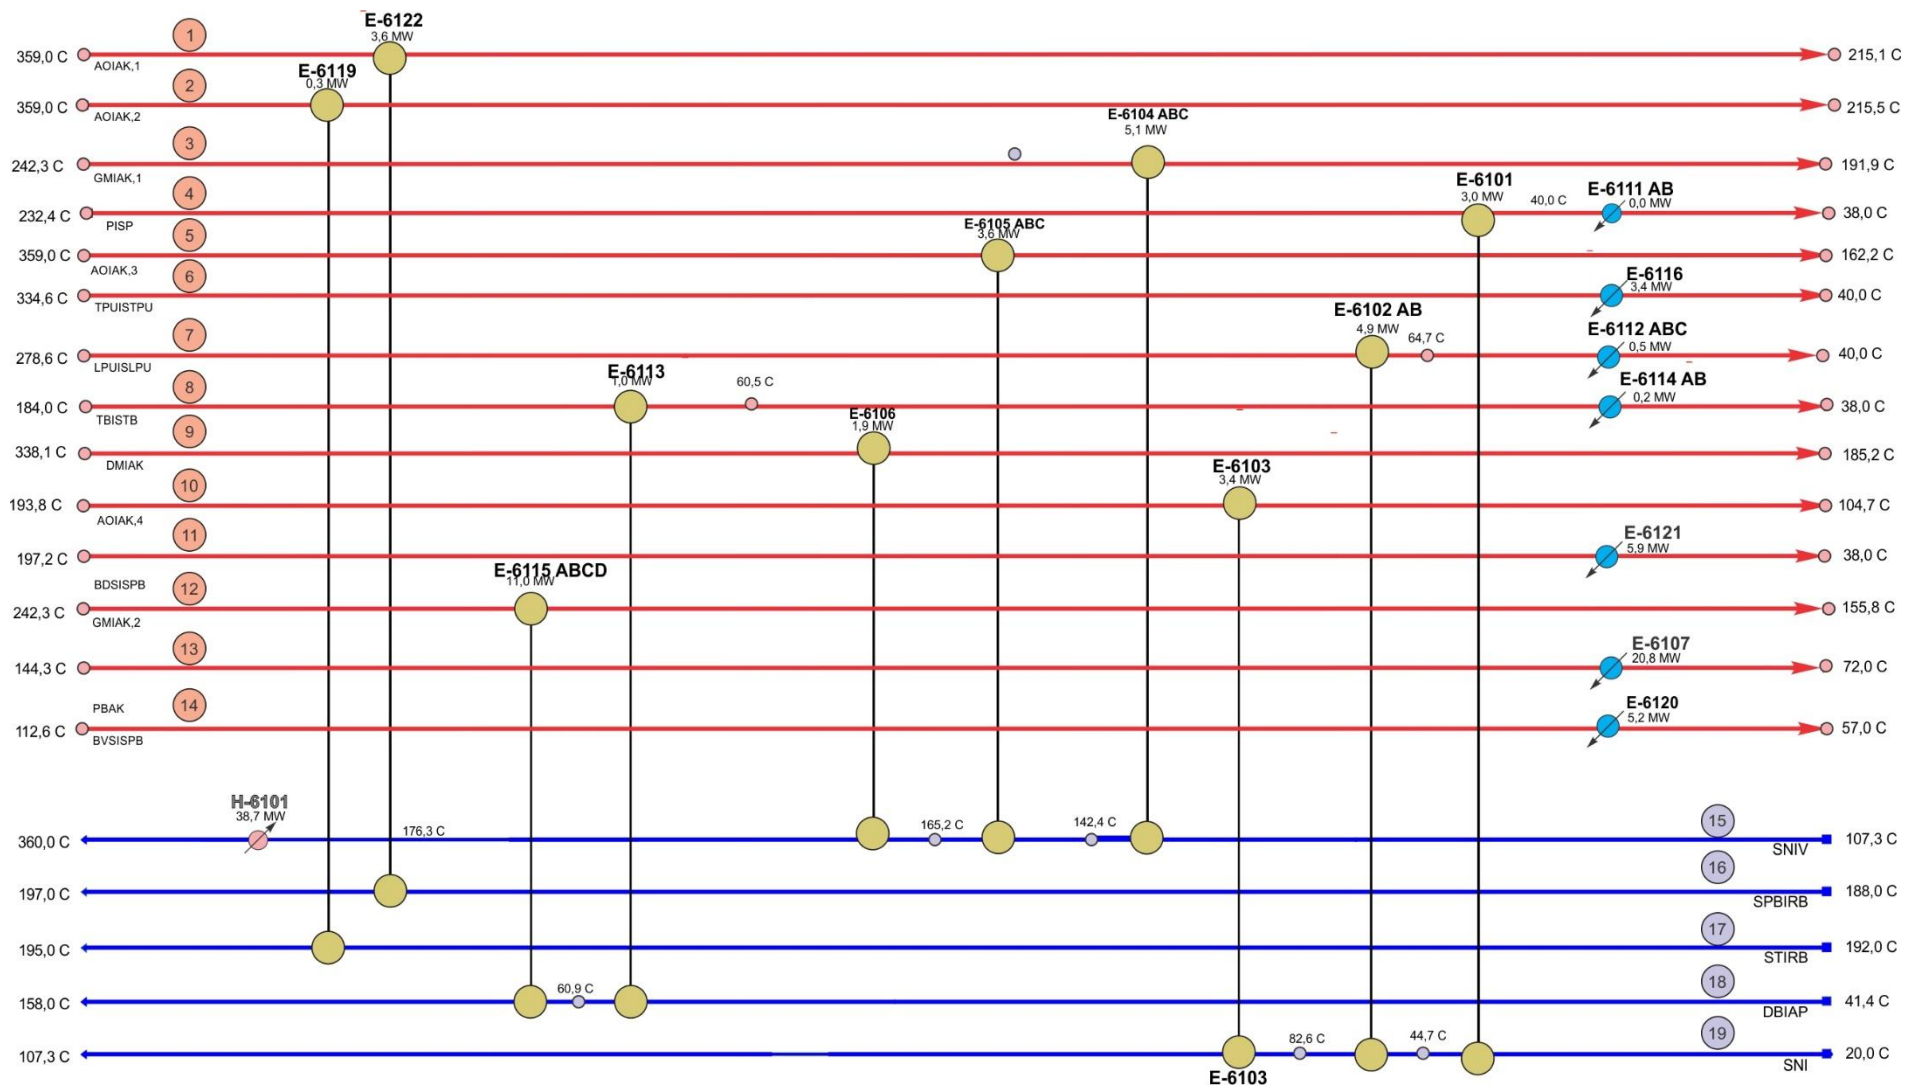 E-6122
1
3,6 MW
359,0 C
AOIAK,1
215,1 C
E-6119
2
0,3 MW
359,0 C
AOIAK,2
215,5 C
E-6104 ABC
3
5,1 MW
242,3 C
GMIAK,1
191,9 C
E-6101
4
3,0 MW
40,0 C
E-6111 AB
0,0 MW
232,4 C
PISP
38,0 C
E-6105 ABC
5
3,6 MW
359,0 C
AOIAK,3
162,2 C
6
E-6116
3,4 MW
334,6 C
TPUISTPU
40,0 C
E-6102 AB
7
4,9 MW
64,7 C
E-6112 ABC
0,5 MW
278,6 C
LPUISLPU
40,0 C
E-6113
8
1,0 MW
60,5 C
E-6114 AB
0,2 MW
184,0 C
TBISTB
38,0 C
E-6106
9
1,9 MW
338,1 C
DMIAK
185,2 C
E-6103
10
3,4 MW
193,8 C
AOIAK,4
104,7 C
11
E-6121
5,9 MW
197,2 C
BDSISPB
38,0 C
E-6115 ABCD
12
11,0 MW
242,3 C
GMIAK,2
155,8 C
13
E-6107
20,8 MW
144,3 C
72,0 C
PBAK
14
E-6120
5,2 MW
112,6 C
BVSISPB
57,0 C
H-6101
38,7 MW
176,3 C
165,2 C
142,4 C
15
360,0 C
SNIV
107,3 C
16
197,0 C
SPBIRB
188,0 C
17
195,0 C
STIRB
192,0 C
60,9 C
18
158,0 C
DBIAP
41,4 C
82,6 C
44,7 C
19
107,3 C
SNI
20,0 C
E-6103